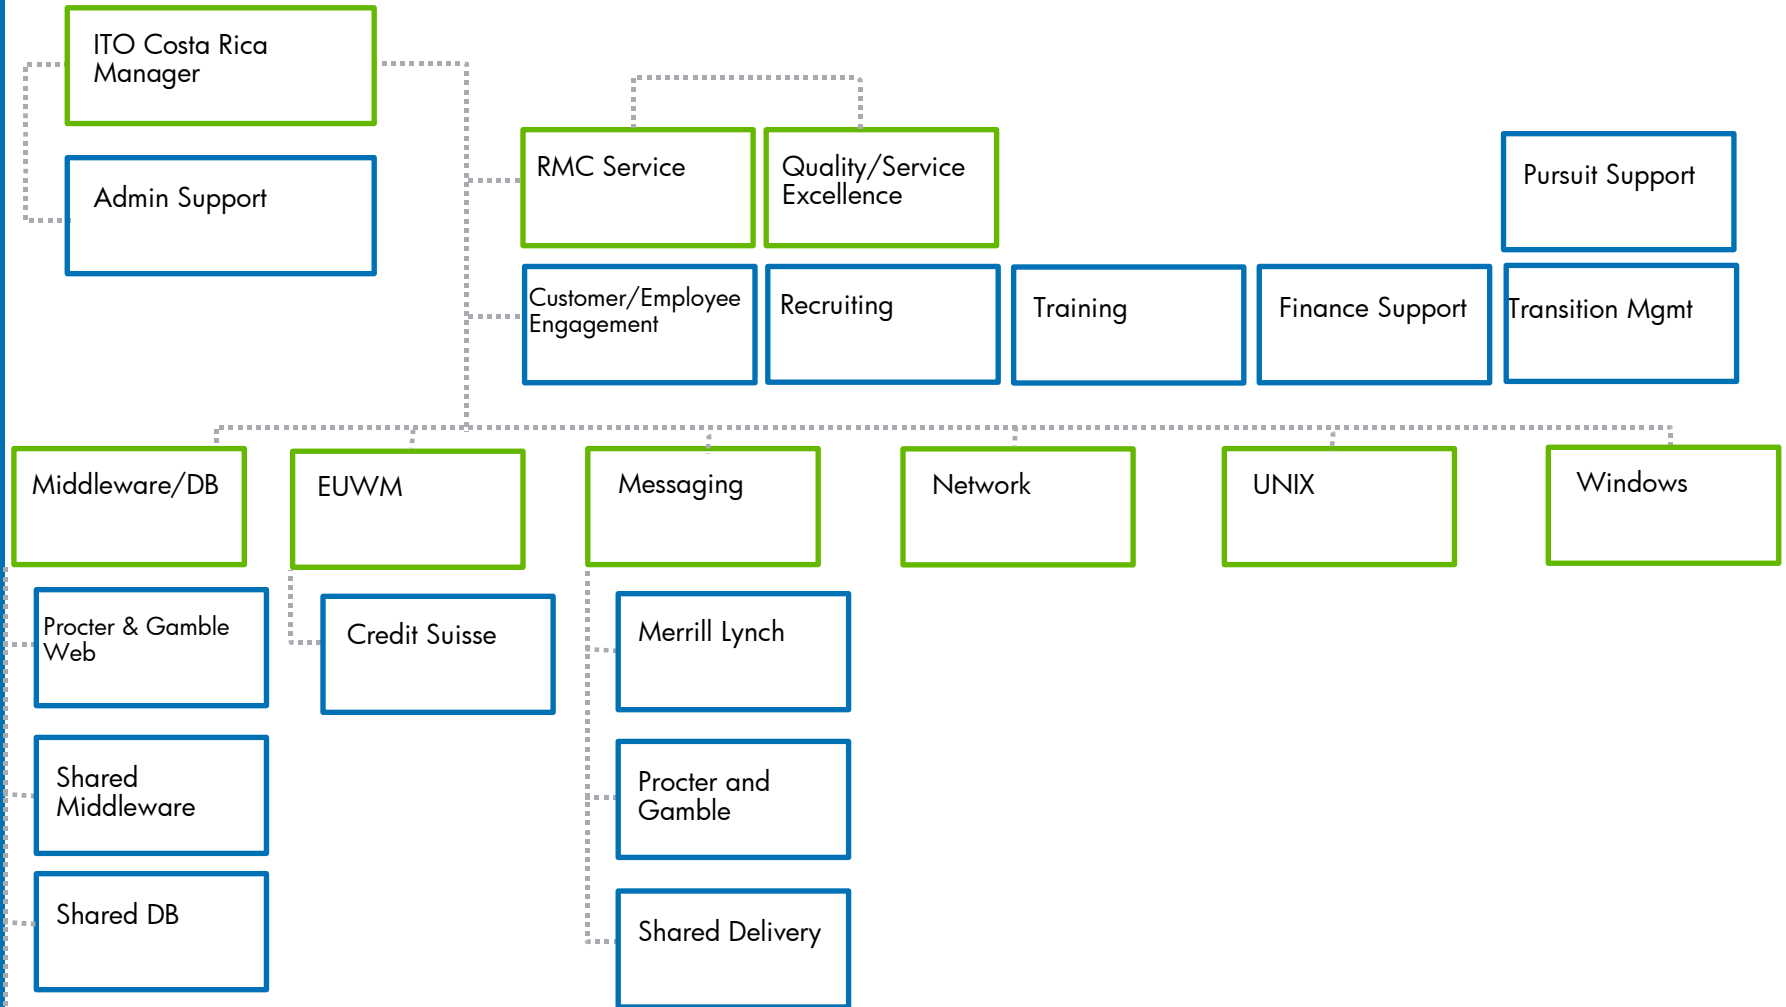 ITO Costa Rica
Manager
Admin Support
RMC Service
Quality/Service
Excellence
Pursuit Support
Customer/Employee
Engagement
Recruiting
Training
Finance Support
Transition Mgmt
Middleware/DB
EUWM
Messaging
Network
UNIX
Windows
Procter & Gamble
Web
Credit Suisse
Merrill Lynch
Shared
Middleware
Procter and
Gamble
Shared DB
Shared Delivery